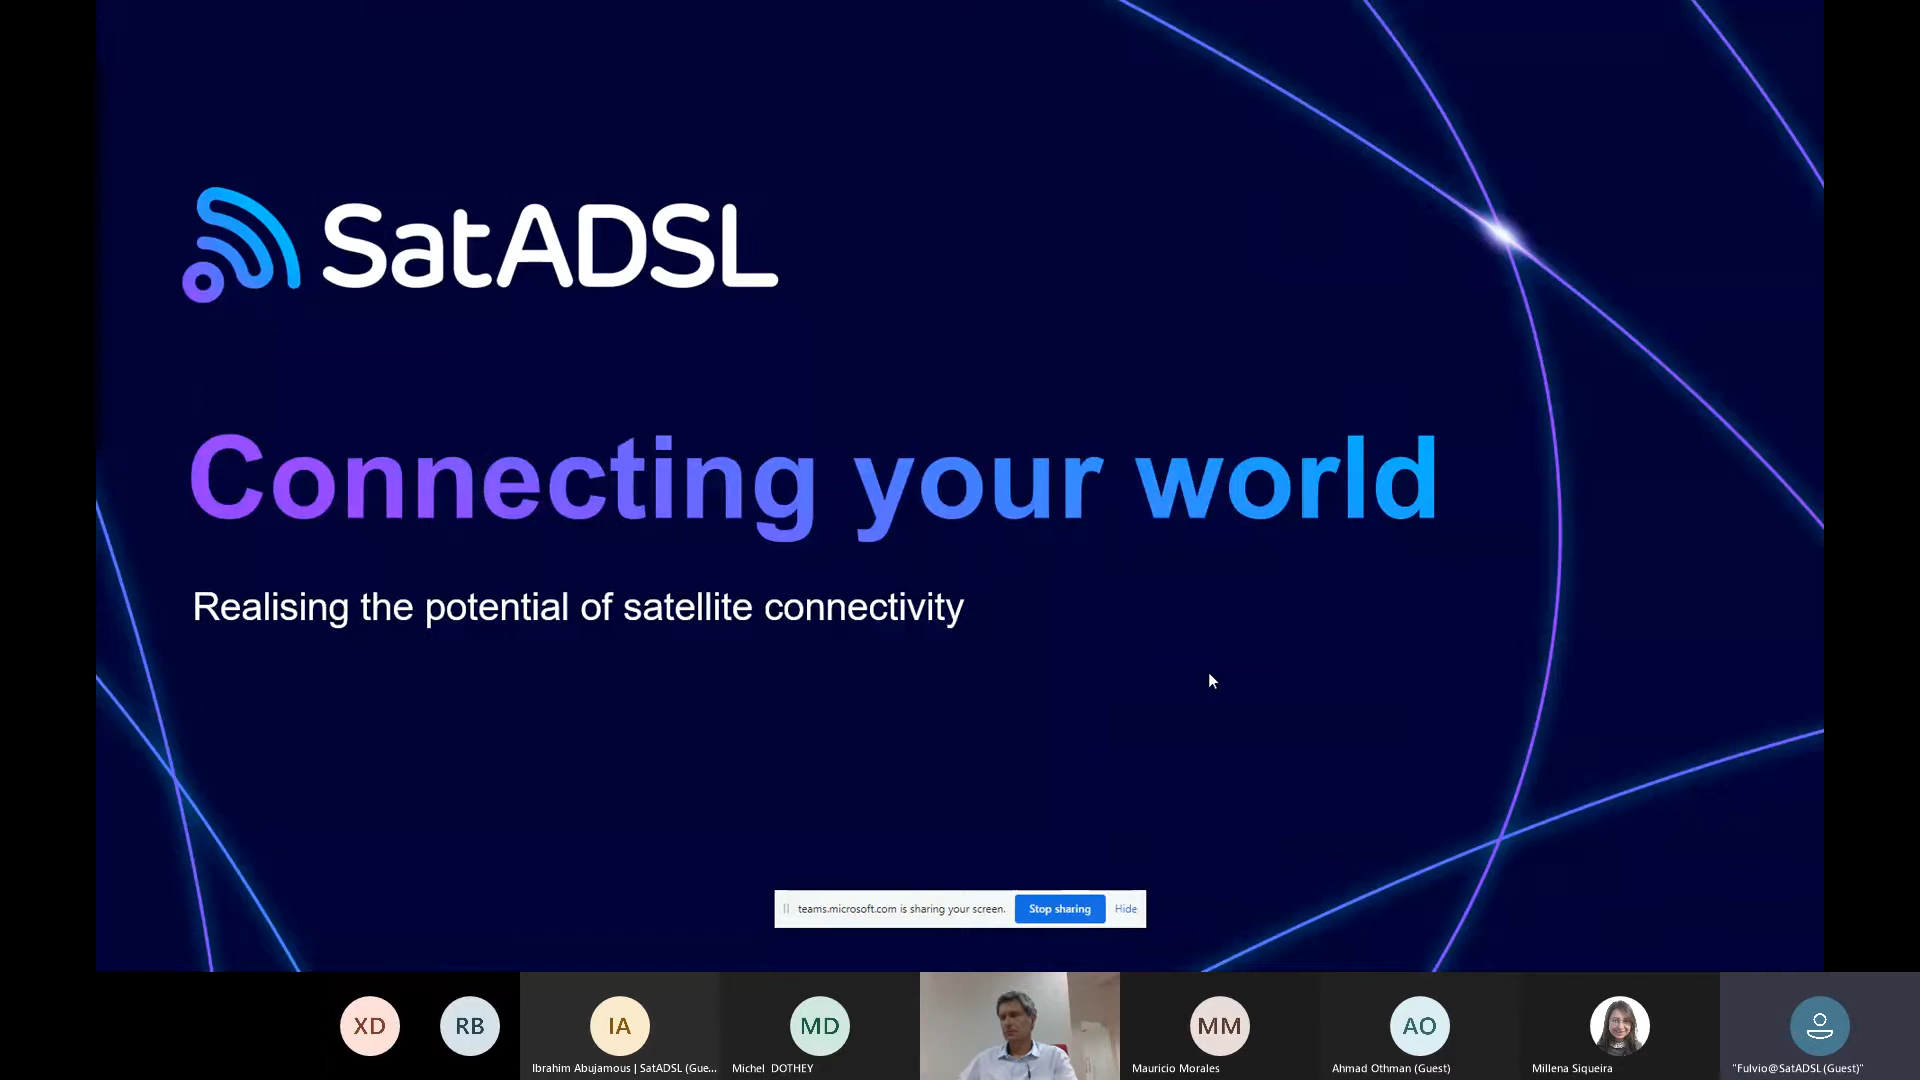 SatADSL
Connecting your world
Realising the potential of satellite connectivity
teams.microsoft.com is sharing your screen. Stop sharing Hide
XD RB IA MD MM AO
Ibrahim Abujamous | SatADSL (Gue... Michel DOTHEY Mauricio Morales Ahmad Othman (Guest) Millena Siqueira "Fulvio@SatADSL (Guest)"